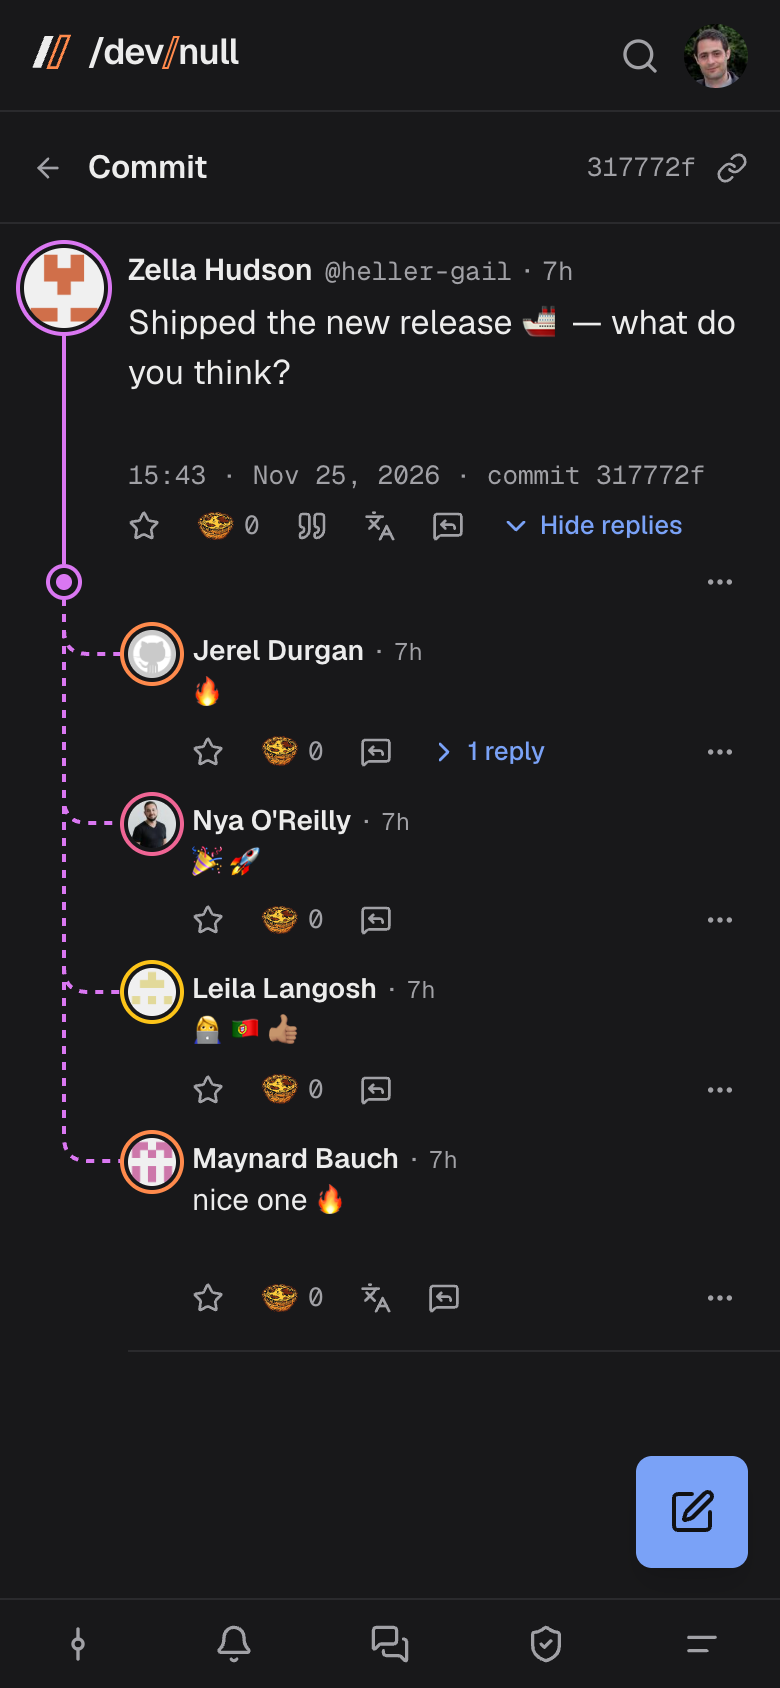 /dev/null
Commit
317772f
Zella Hudson @heller-gail · 7h
Shipped the new release 🚢 — what do
you think?
15:43 · Nov 25, 2026 · commit 317772f
0
Hide replies
Jerel Durgan · 7h
🔥
0
1 reply
Nya O'Reilly · 7h
🎉 🚀
0
Leila Langosh · 7h
👩‍💻 🇵🇹 👍🏽
0
Maynard Bauch · 7h
nice one 🔥
0